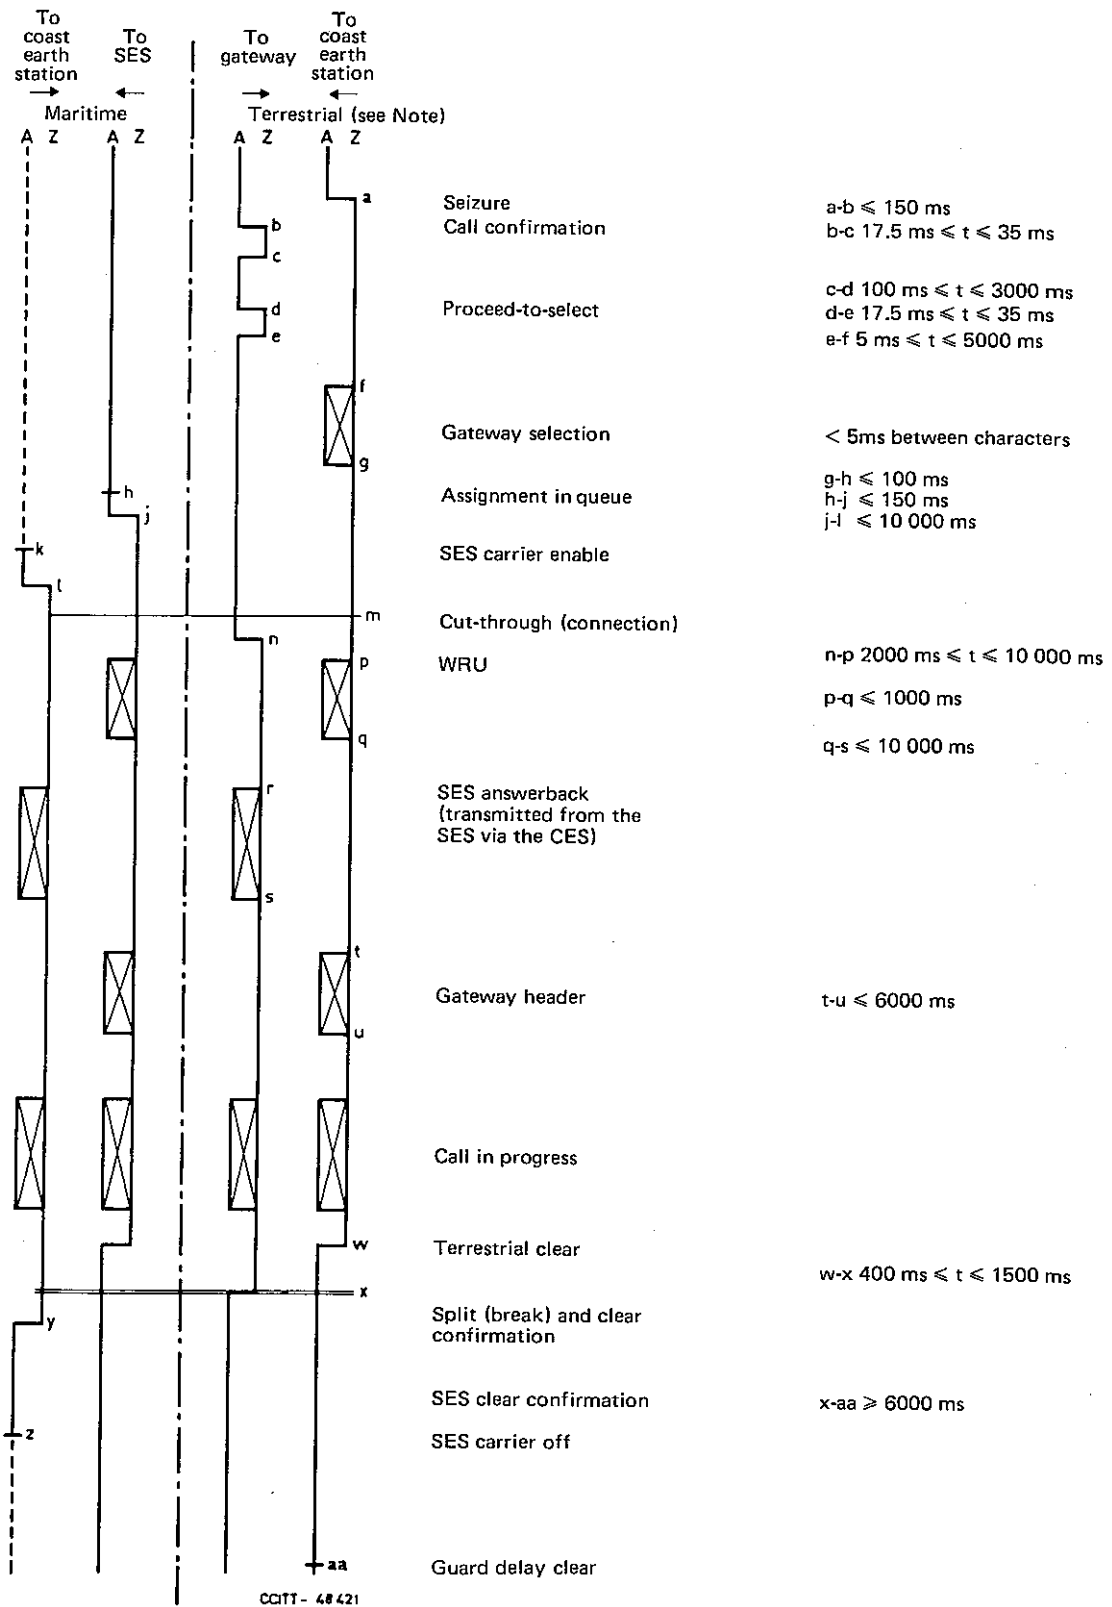 To coast earth station
To SES
To gateway
To coast earth station
Maritime
Terrestrial (see Note)
A Z A Z A Z A Z
a
Seizure
a-b ⩽ 150 ms
b
Call confirmation
b-c 17.5 ms ⩽ t ⩽ 35 ms
c
c-d 100 ms ⩽ t ⩽ 3000 ms
d
Proceed-to-select
d-e 17.5 ms ⩽ t ⩽ 35 ms
e
e-f 5 ms ⩽ t ⩽ 5000 ms
f
Gateway selection
< 5ms between characters
g
g-h ⩽ 100 ms
h
Assignment in queue
h-j ⩽ 150 ms
j
j-l ⩽ 10 000 ms
k
SES carrier enable
l
m
Cut-through (connection)
n
n-p 2000 ms ⩽ t ⩽ 10 000 ms
p
WRU
p-q ⩽ 1000 ms
q
q-s ⩽ 10 000 ms
r
SES answerback
(transmitted from the
SES via the CES)
s
t
Gateway header
t-u ⩽ 6000 ms
u
Call in progress
w
Terrestrial clear
w-x 400 ms ⩽ t ⩽ 1500 ms
x
Split (break) and clear
confirmation
y
SES clear confirmation
x-aa ⩾ 6000 ms
z
SES carrier off
aa
Guard delay clear
CCITT - 48 421